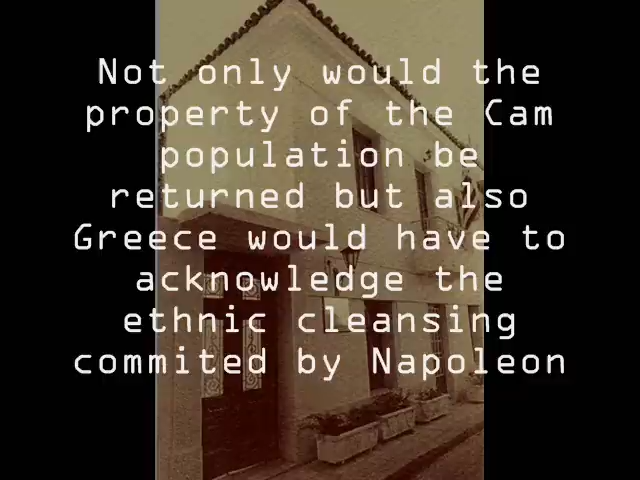 Not only would the
property of the Cam
population be
returned but also
Greece would have to
acknowledge the
ethnic cleansing
commited by Napoleon